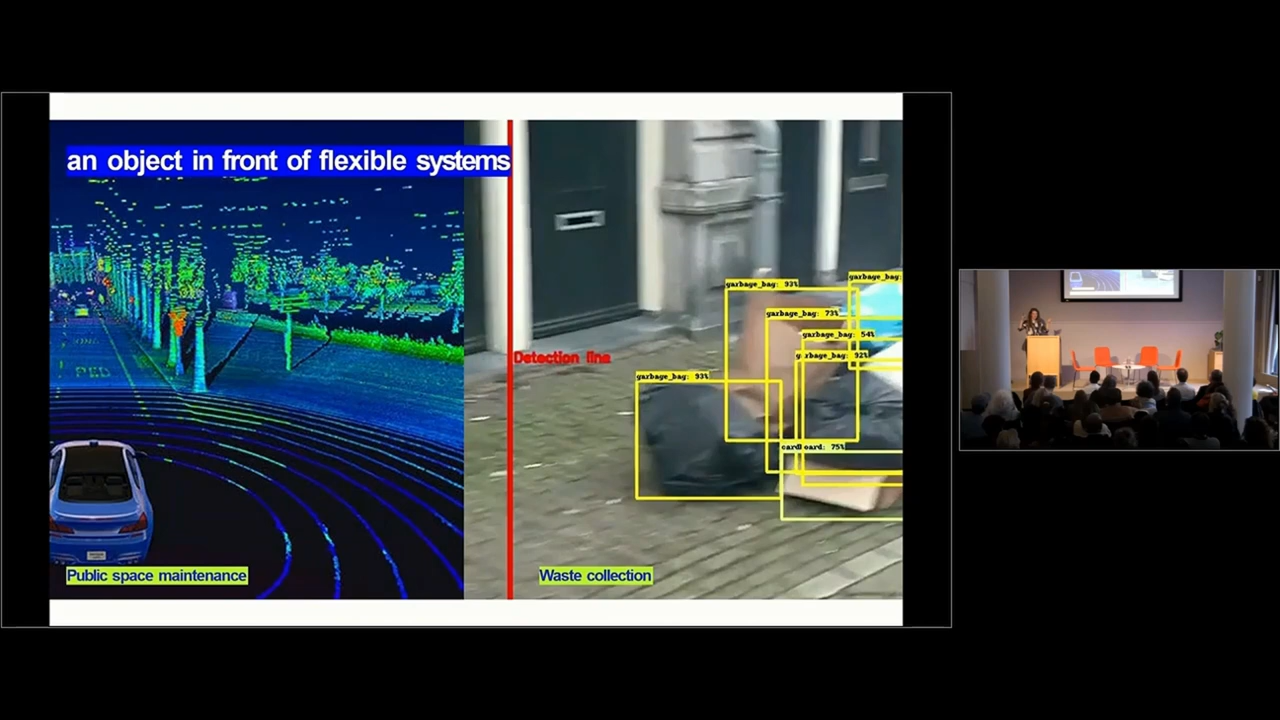 an object in front of flexible systems
garbage_bag: 93%
garbage_bag
garbage_bag: 73%
garbage_bag: 54%
garbage_bag: 92%
Detection line
garbage_bag: 93%
cardboard: 75%
Public space maintenance
Waste collection